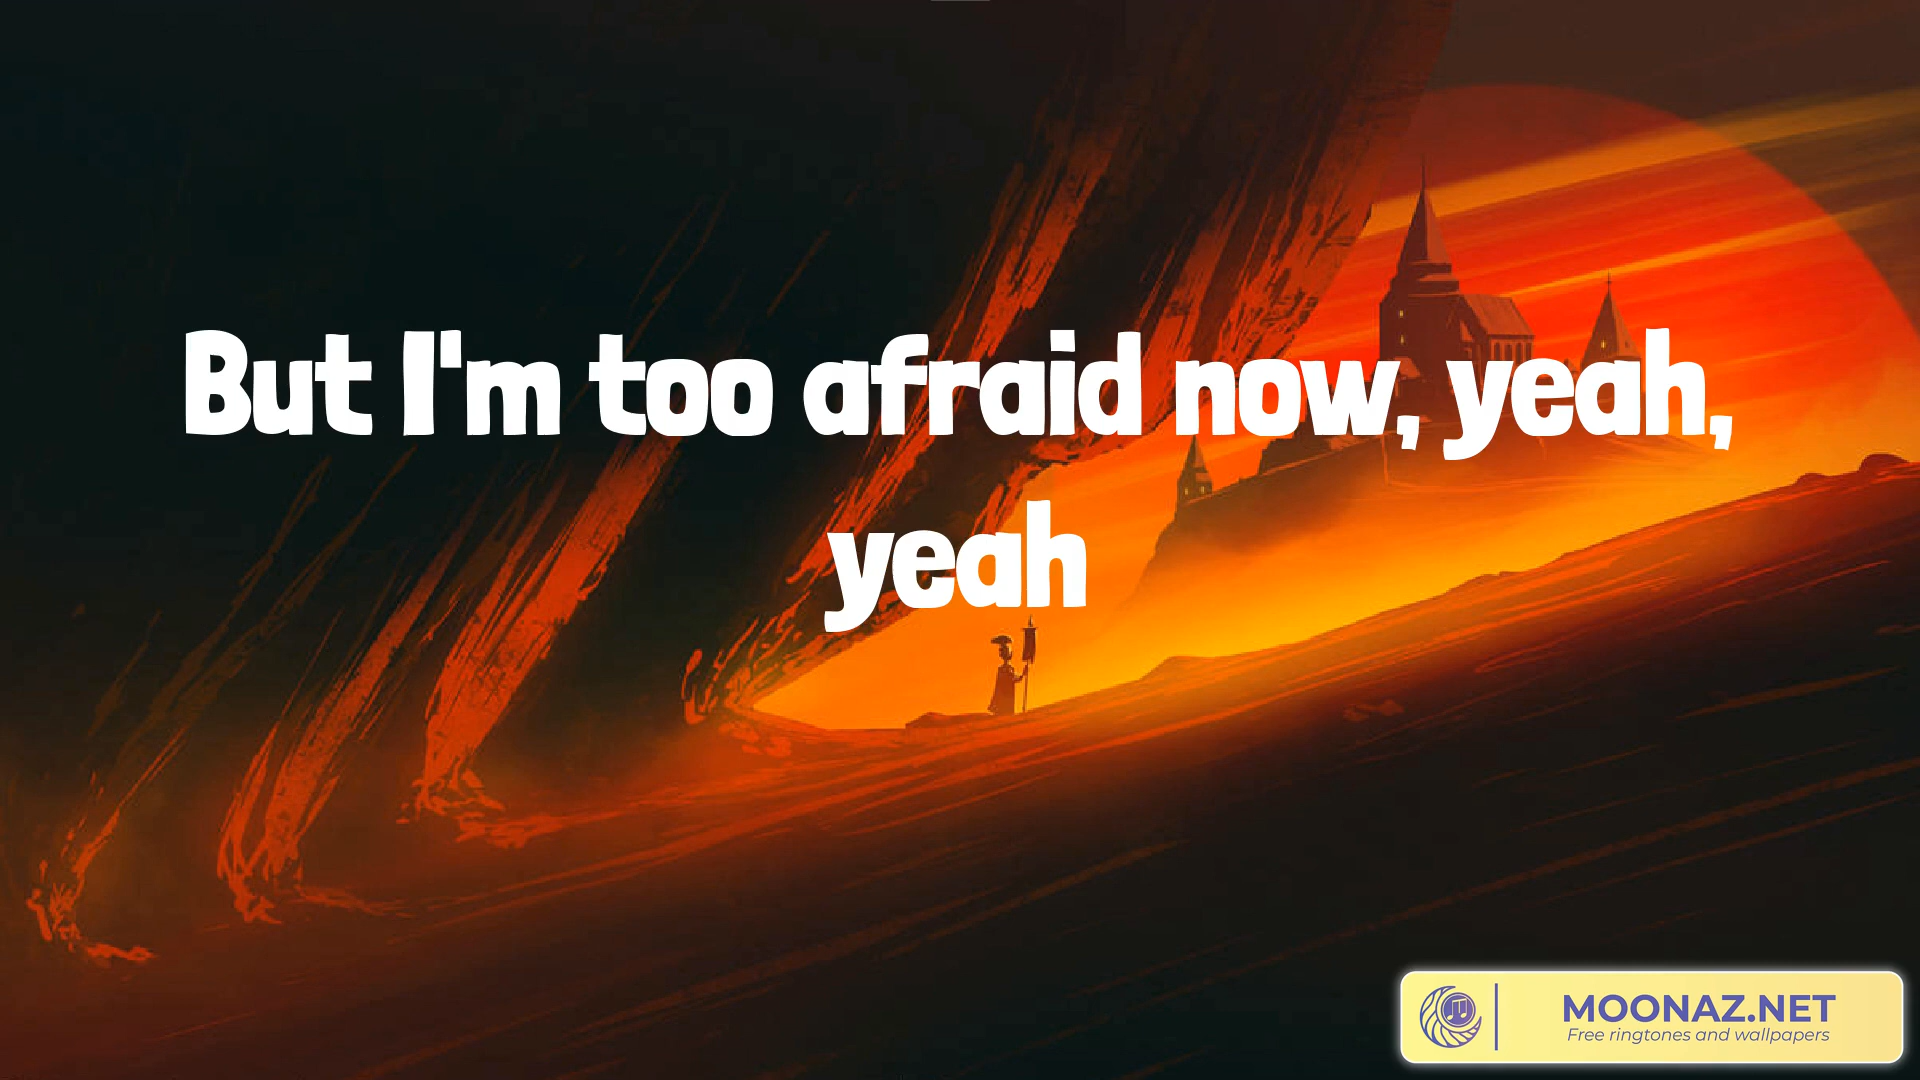 But I'm too afraid now, yeah,
yeah
MOONAZ.NET
Free ringtones and wallpapers